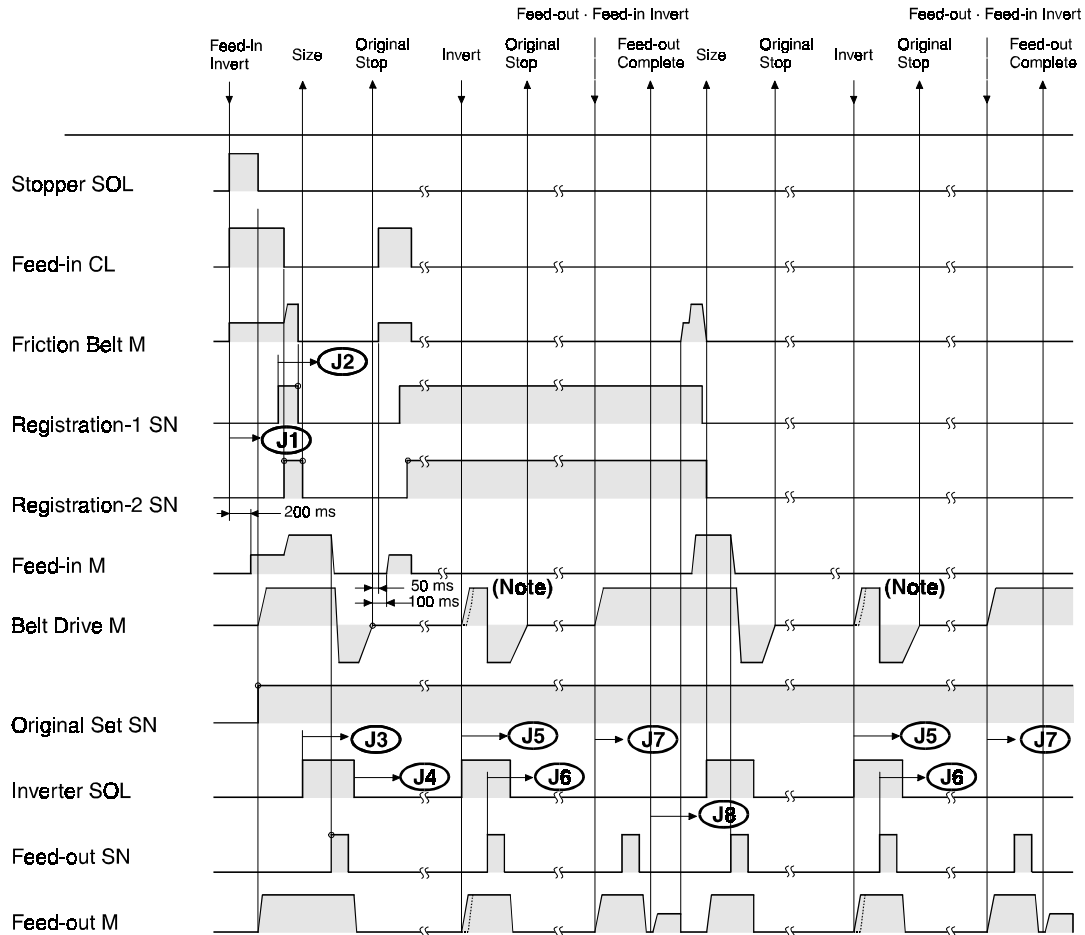 Feed-out · Feed-in Invert
Feed-out · Feed-in Invert
Feed-In
Invert
Size
Original
Stop
Invert
Original
Stop
Feed-out
Complete
Size
Original
Stop
Invert
Original
Stop
Feed-out
Complete
Stopper SOL
Feed-in CL
Friction Belt M
J2
Registration-1 SN
J1
Registration-2 SN
200 ms
Feed-in M
50 ms
(Note)
(Note)
100 ms
Belt Drive M
Original Set SN
J3
J5
J7
J5
J7
J4
J6
J6
Inverter SOL
J8
Feed-out SN
Feed-out M